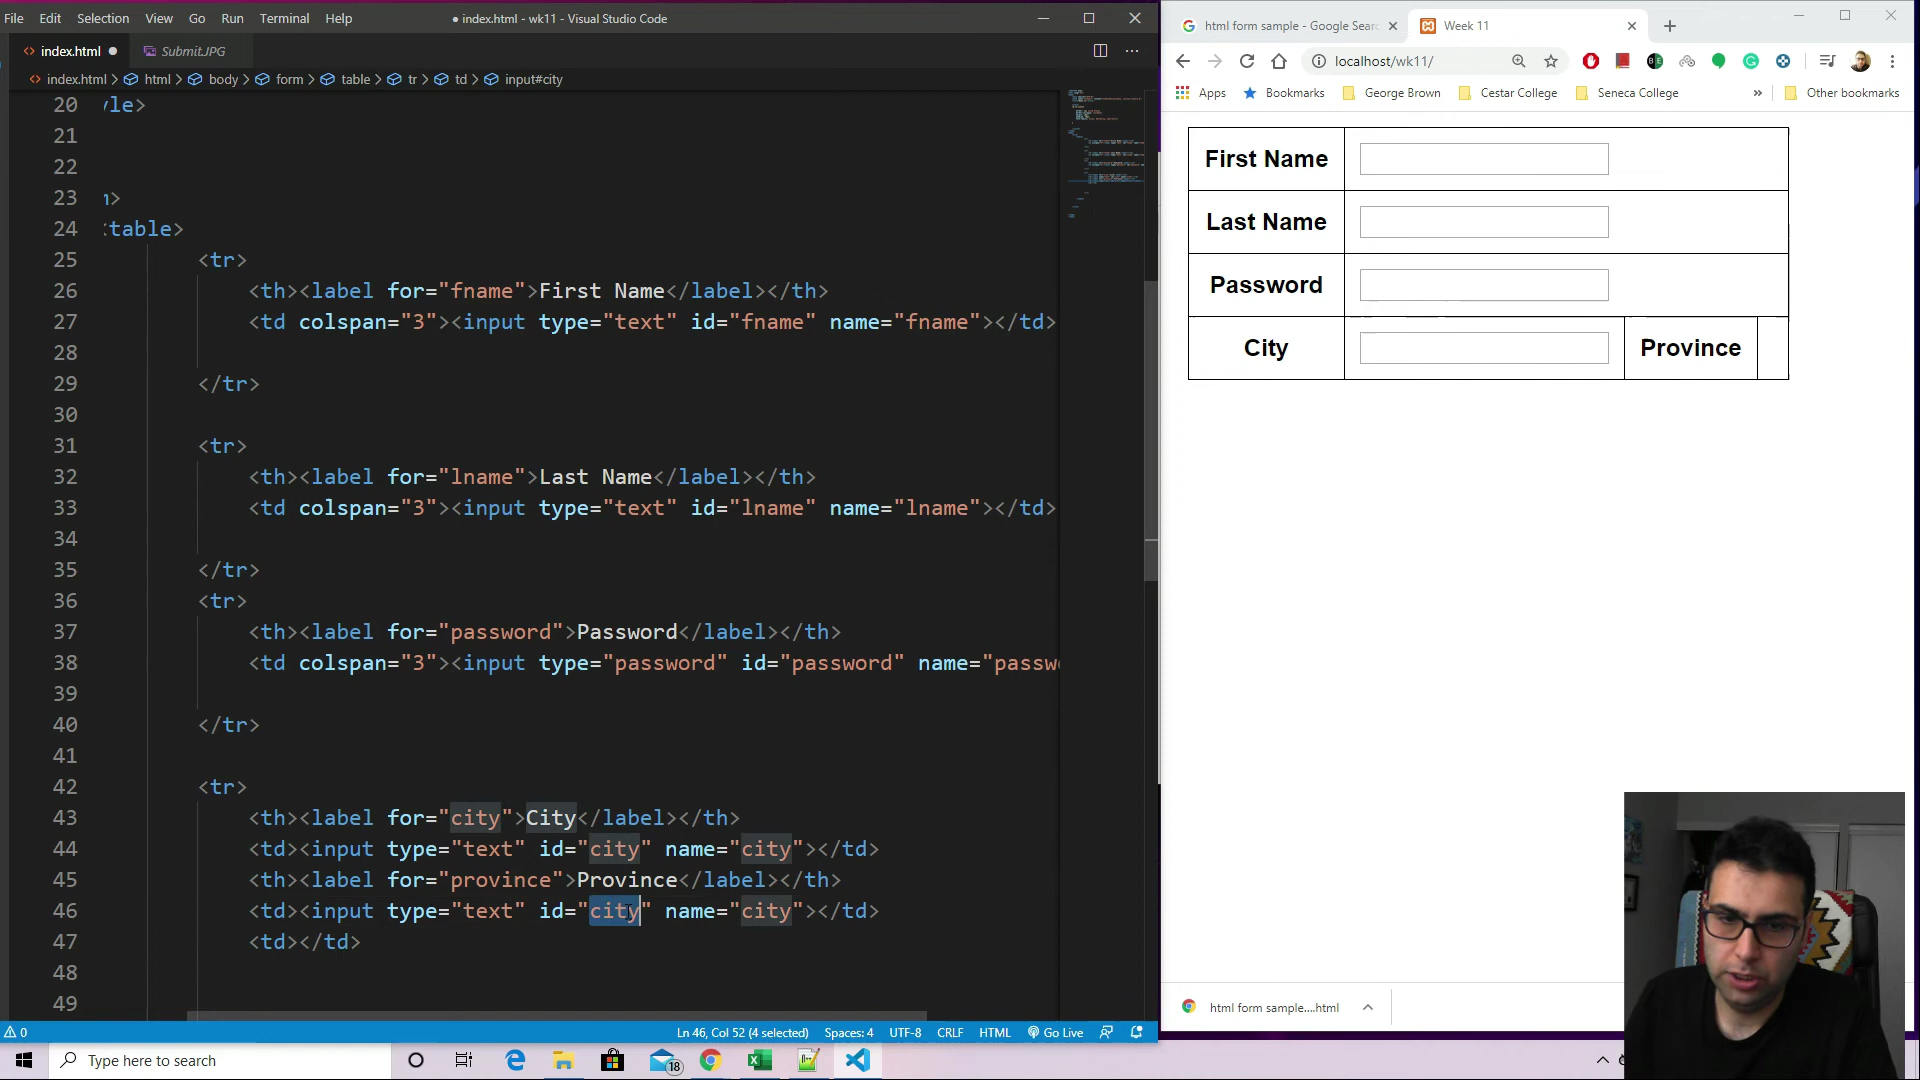 File Edit Selection View Go Run Terminal Help
● index.html - wk11 - Visual Studio Code
index.html
Submit.JPG
index.html > html > body > form > table > tr > td > input#city
20 yle>
21
22
23 >
24 table>
25 <tr>
26 <th><label for="fname">First Name</label></th>
27 <td colspan="3"><input type="text" id="fname" name="fname"></td>
28
29 </tr>
30
31 <tr>
32 <th><label for="lname">Last Name</label></th>
33 <td colspan="3"><input type="text" id="lname" name="lname"></td>
34
35 </tr>
36 <tr>
37 <th><label for="password">Password</label></th>
38 <td colspan="3"><input type="password" id="password" name="passw
39
40 </tr>
41
42 <tr>
43 <th><label for="city">City</label></th>
44 <td><input type="text" id="city" name="city"></td>
45 <th><label for="province">Province</label></th>
46 <td><input type="text" id="city" name="city"></td>
47 <td></td>
48
49
0
Ln 46, Col 52 (4 selected) Spaces: 4 UTF-8 CRLF HTML Go Live
Type here to search
18
html form sample - Google Sear
Week 11
localhost/wk11/
Apps Bookmarks George Brown Cestar College Seneca College » Other bookmarks
First Name
Last Name
Password
City Province
html form sample....html